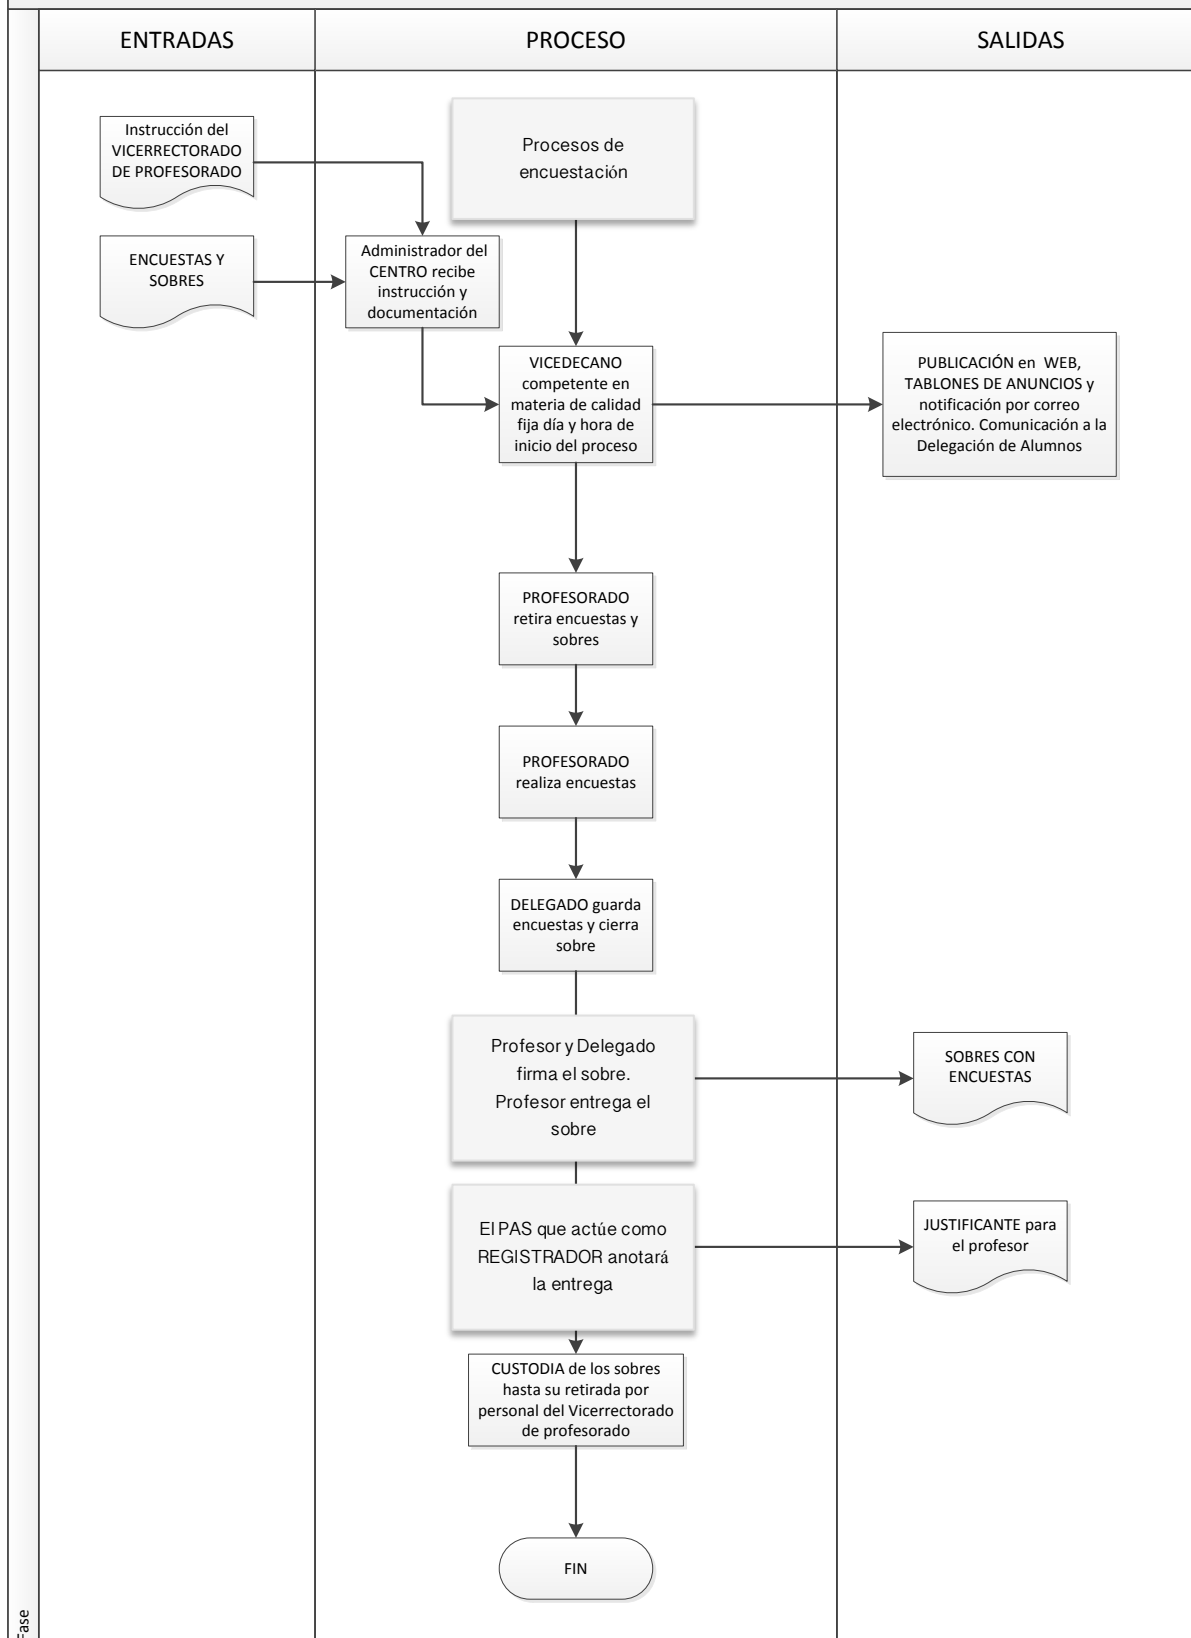 ENTRADAS
PROCESO
SALIDAS
Instrucción del
VICERRECTORADO
DE PROFESORADO
Procesos de
encuestación
ENCUESTAS Y
SOBRES
Administrador del
CENTRO recibe
instrucción y
documentación
VICEDECANO
competente en
materia de calidad
fija día y hora de
inicio del proceso
PUBLICACIÓN en WEB,
TABLONES DE ANUNCIOS y
notificación por correo
electrónico. Comunicación a la
Delegación de Alumnos
PROFESORADO
retira encuestas y
sobres
PROFESORADO
realiza encuestas
DELEGADO guarda
encuestas y cierra
sobre
Profesor y Delegado
firma el sobre.
Profesor entrega el
sobre
SOBRES CON
ENCUESTAS
El PAS que actúe como
REGISTRADOR anotará
la entrega
JUSTIFICANTE para
el profesor
CUSTODIA de los sobres
hasta su retirada por
personal del Vicerrectorado
de profesorado
FIN
Fase